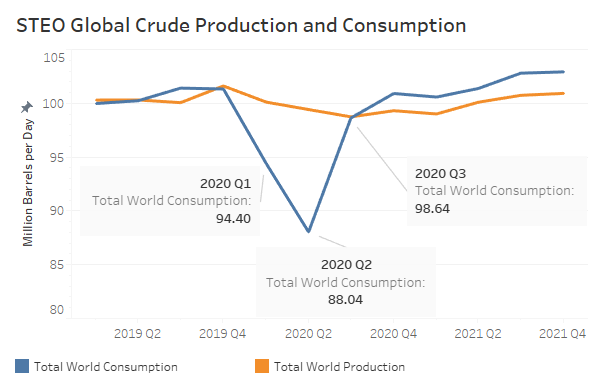 STEO Global Crude Production and Consumption
Million Barrels per Day
105
100
95
90
85
80
2020 Q1
Total World Consumption:
94.40
2020 Q2
Total World Consumption:
88.04
2020 Q3
Total World Consumption:
98.64
2019 Q2
2019 Q4
2020 Q2
2020 Q4
2021 Q2
2021 Q4
Total World Consumption
Total World Production